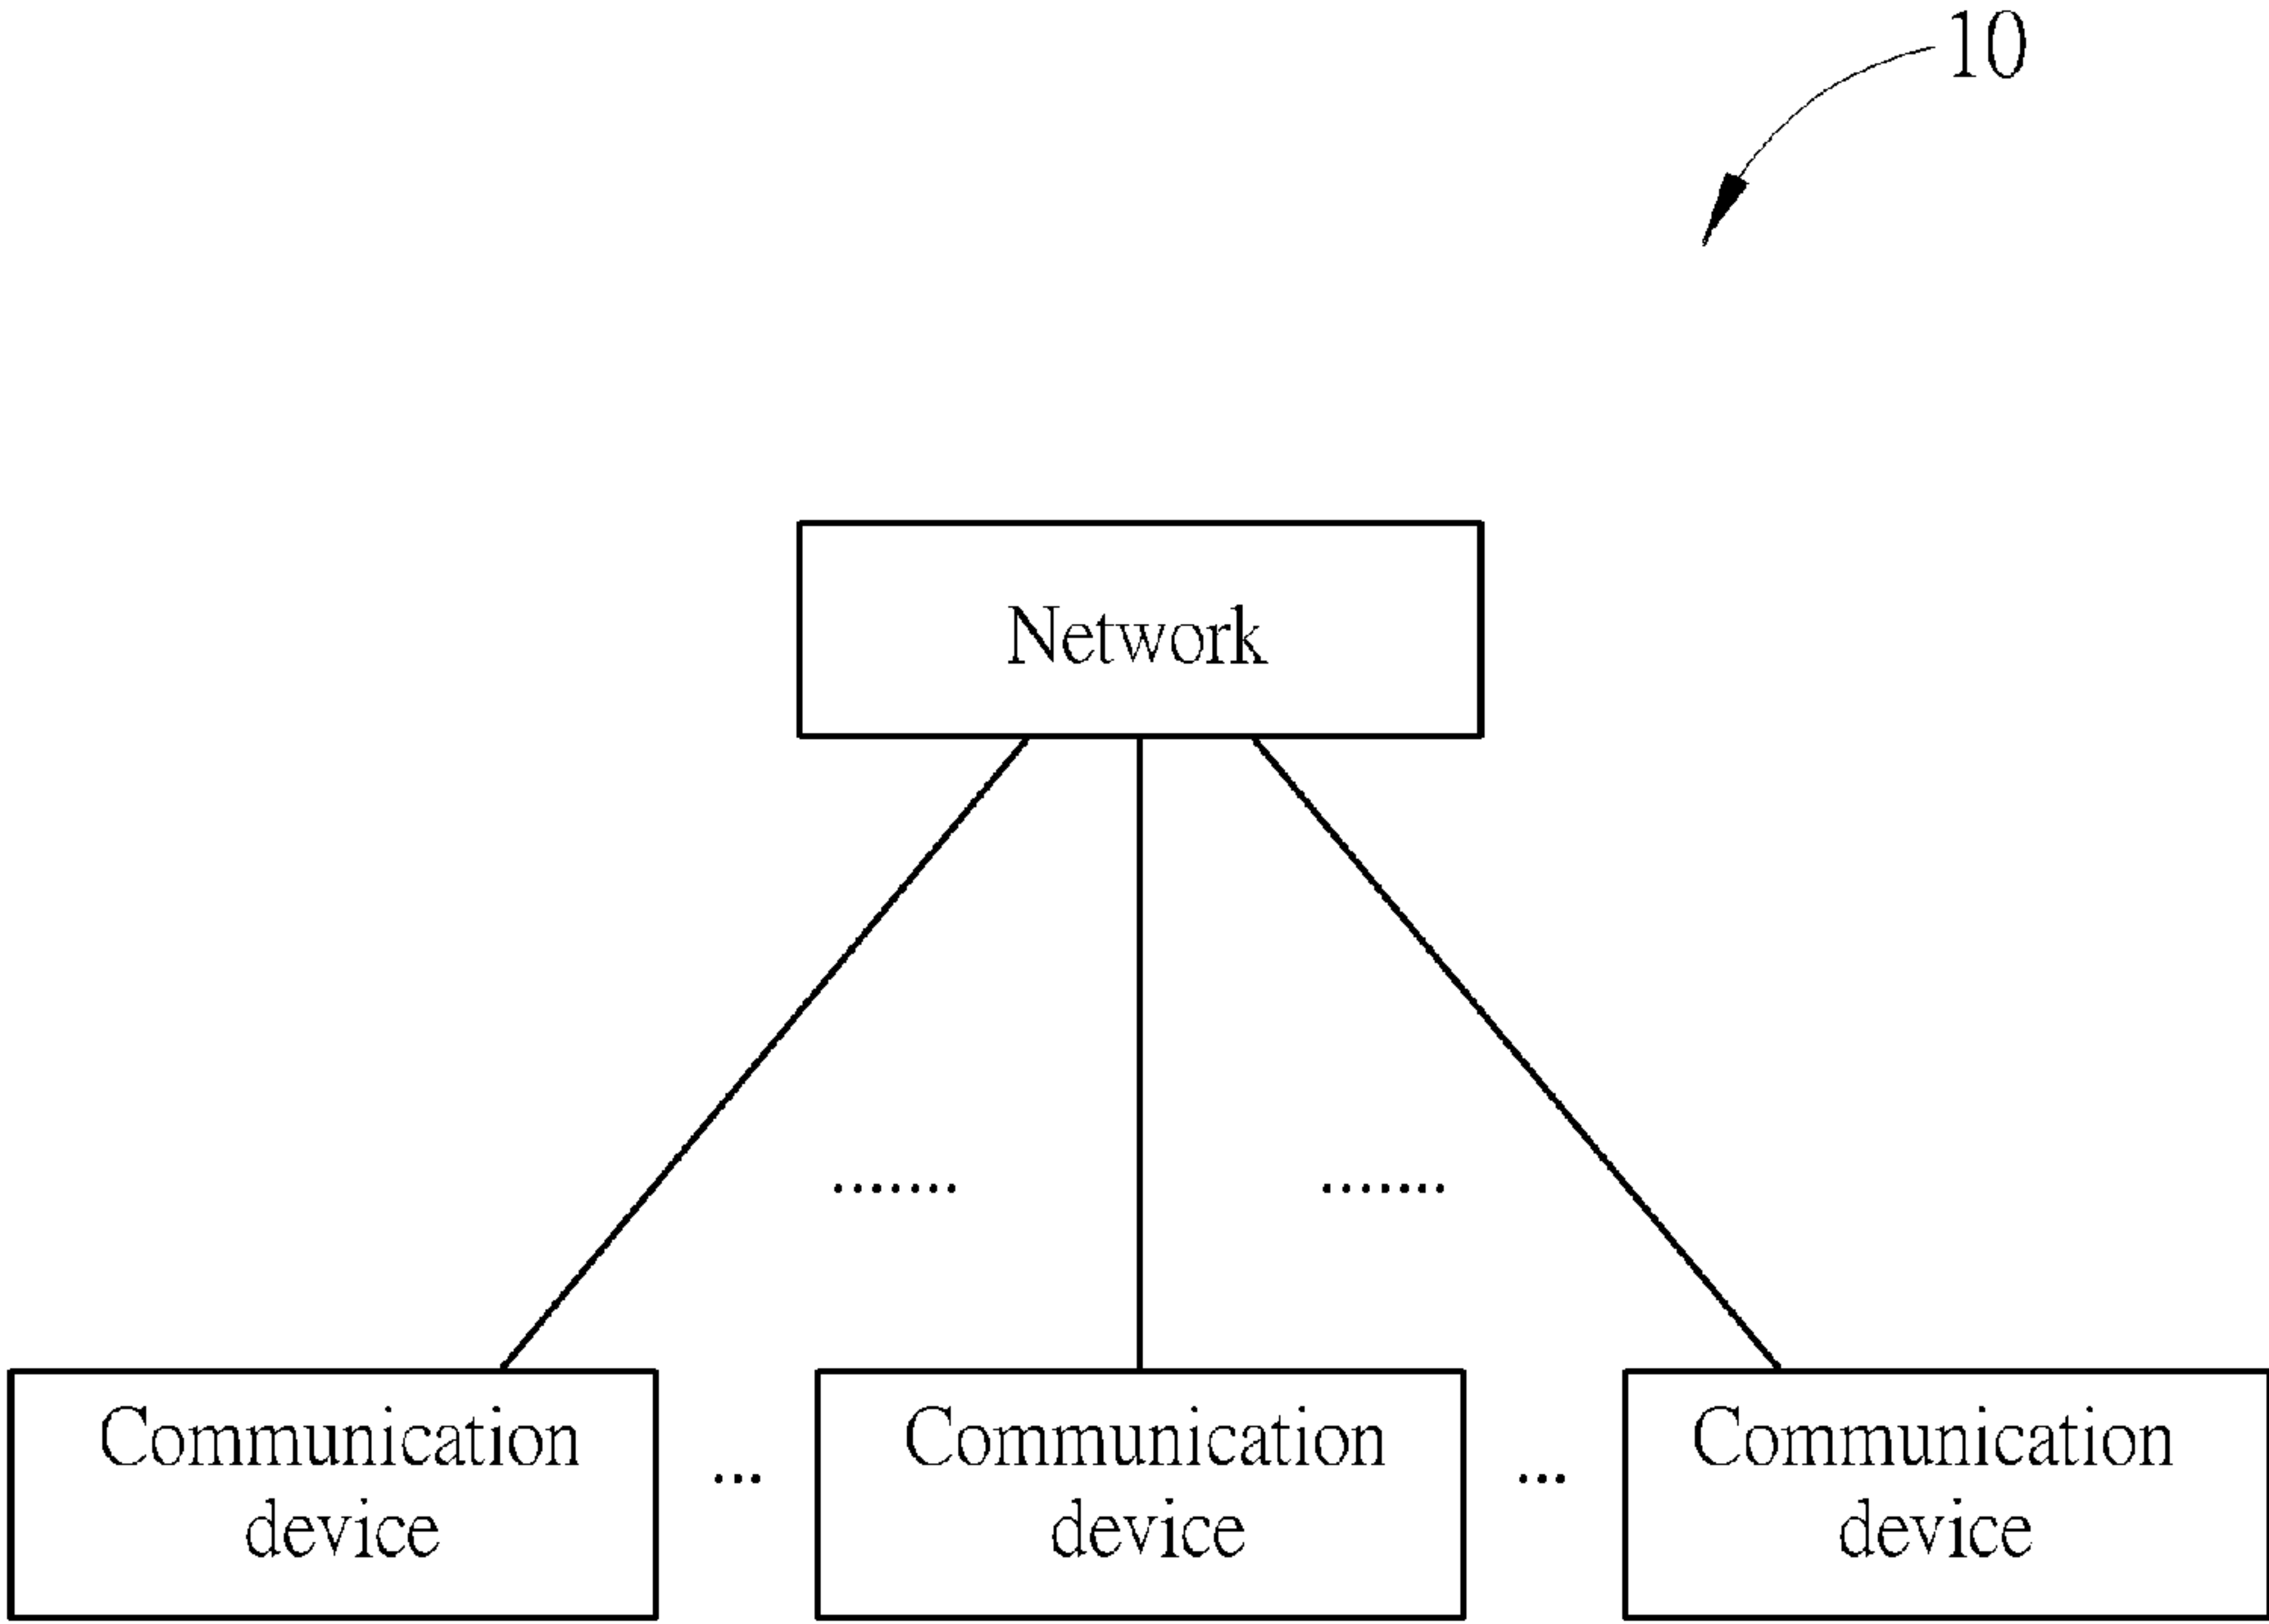 10
Network
....... .......
Communication
device
...
Communication
device
...
Communication
device